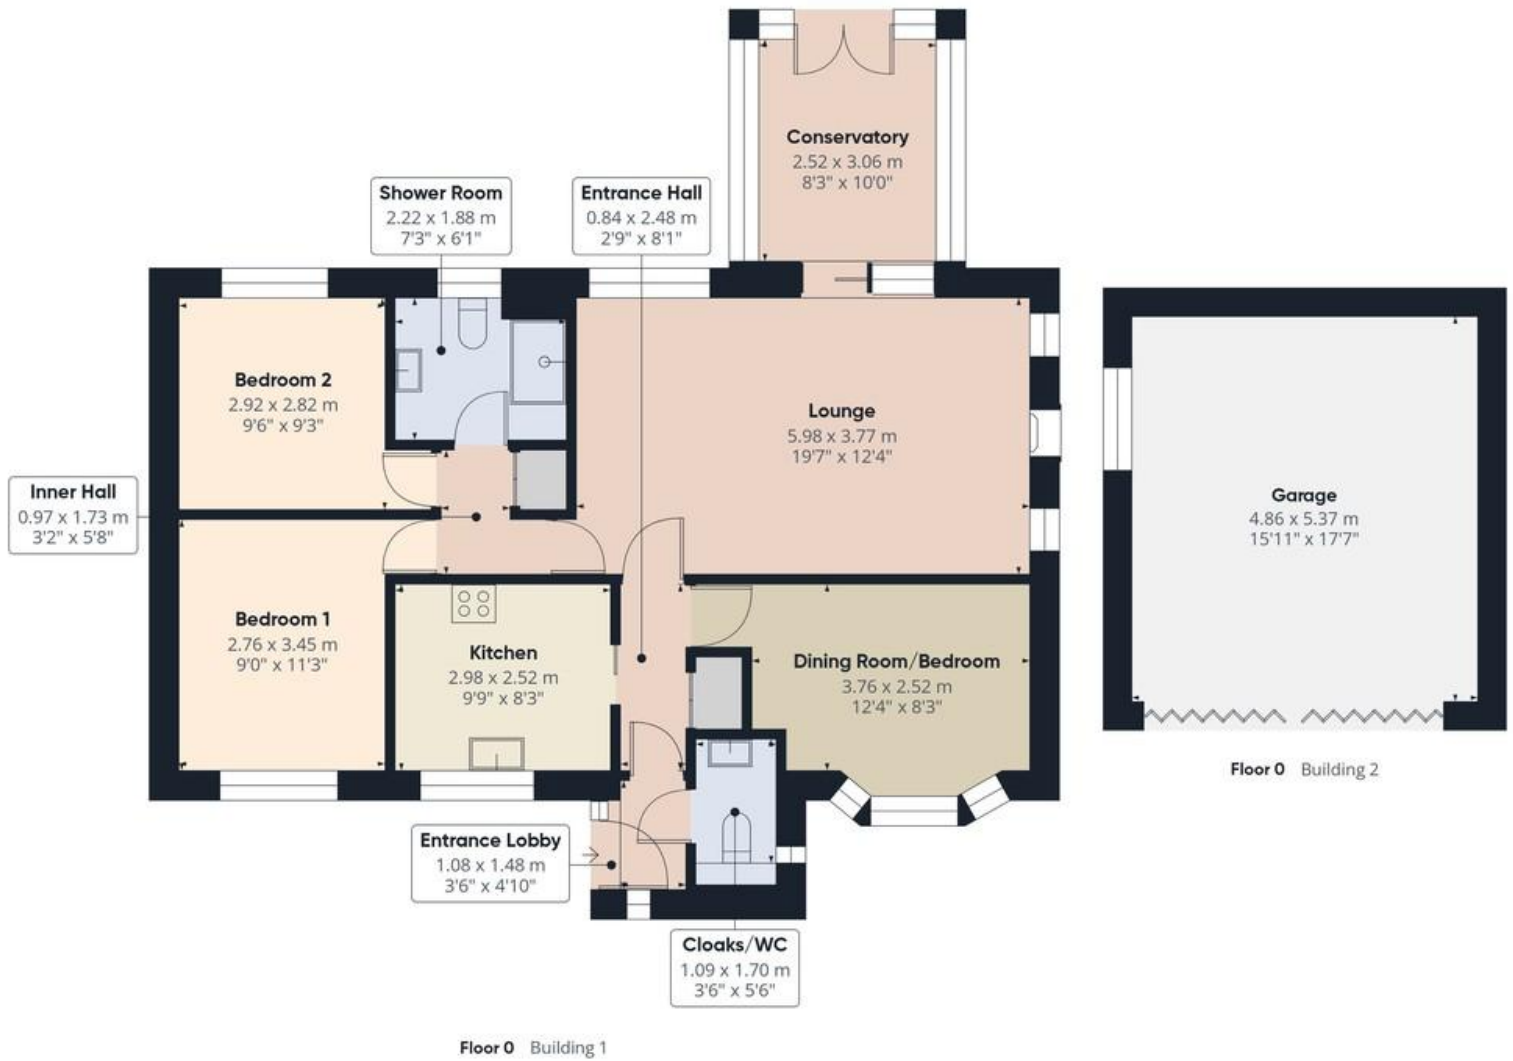 Conservatory
2.52 x 3.06 m
8'3" x 10'0"
Shower Room
2.22 x 1.88 m
7'3" x 6'1"
Entrance Hall
0.84 x 2.48 m
2'9" x 8'1"
Bedroom 2
2.92 x 2.82 m
9'6" x 9'3"
Lounge
5.98 x 3.77 m
19'7" x 12'4"
Inner Hall
0.97 x 1.73 m
3'2" x 5'8"
Garage
4.86 x 5.37 m
15'11" x 17'7"
Bedroom 1
2.76 x 3.45 m
9'0" x 11'3"
Kitchen
2.98 x 2.52 m
9'9" x 8'3"
Dining Room/Bedroom
3.76 x 2.52 m
12'4" x 8'3"
Floor 0 Building 2
Entrance Lobby
1.08 x 1.48 m
3'6" x 4'10"
Cloaks/WC
1.09 x 1.70 m
3'6" x 5'6"
Floor 0 Building 1